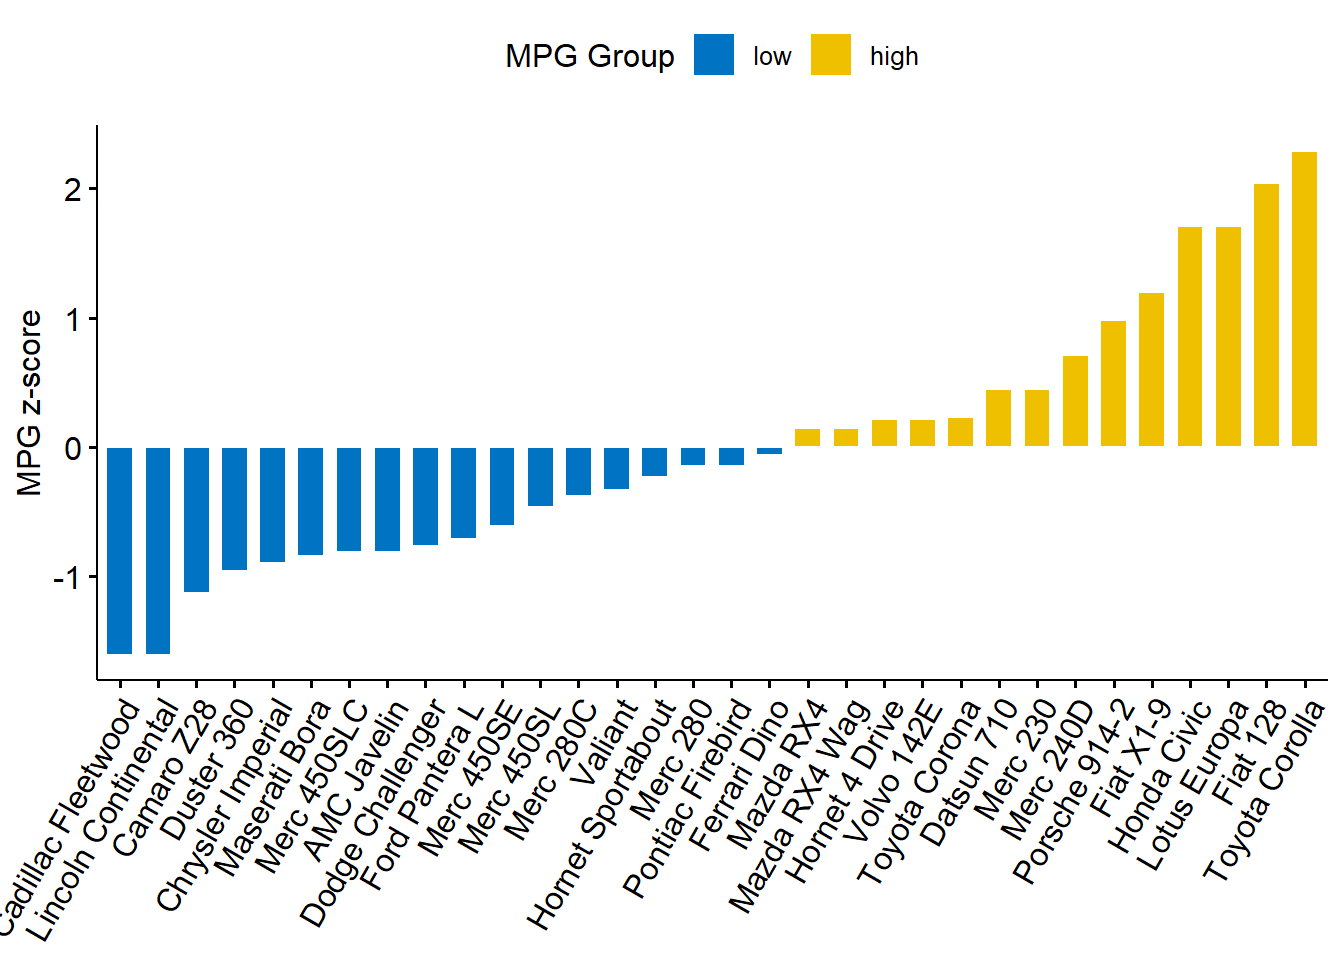 MPG Group low high
MPG z-score
2
1
0
-1
Cadillac Fleetwood
Lincoln Continental
Camaro Z28
Duster 360
Chrysler Imperial
Maserati Bora
Merc 450SLC
AMC Javelin
Dodge Challenger
Ford Pantera L
Merc 450SE
Merc 450SL
Merc 280C
Valiant
Hornet Sportabout
Merc 280
Pontiac Firebird
Ferrari Dino
Mazda RX4
Mazda RX4 Wag
Hornet 4 Drive
Volvo 142E
Toyota Corona
Datsun 710
Merc 230
Merc 240D
Porsche 914-2
Fiat X1-9
Honda Civic
Lotus Europa
Fiat 128
Toyota Corolla